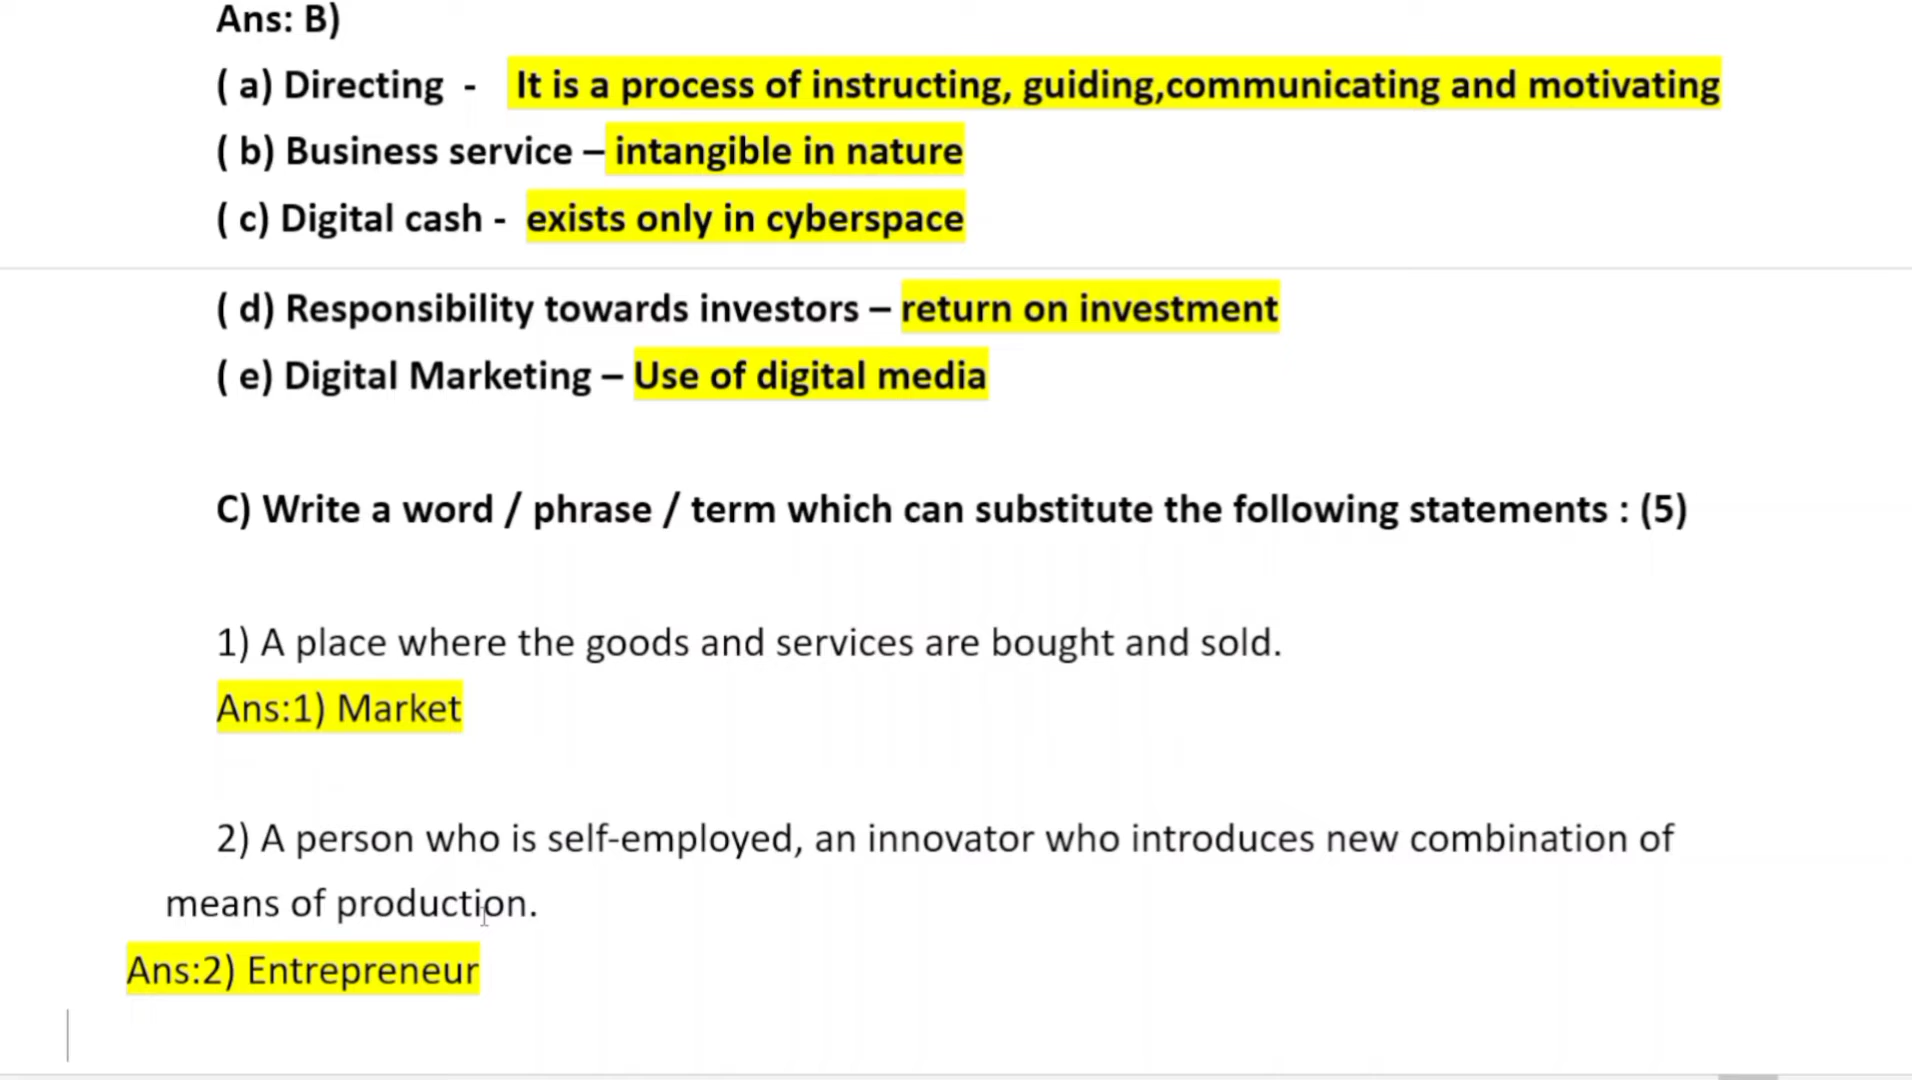 Ans: B)
( a) Directing - It is a process of instructing, guiding,communicating and motivating
( b) Business service – intangible in nature
( c) Digital cash - exists only in cyberspace
( d) Responsibility towards investors – return on investment
( e) Digital Marketing – Use of digital media
C) Write a word / phrase / term which can substitute the following statements : (5)
1) A place where the goods and services are bought and sold.
Ans:1) Market
2) A person who is self-employed, an innovator who introduces new combination of
means of production.
Ans:2) Entrepreneur